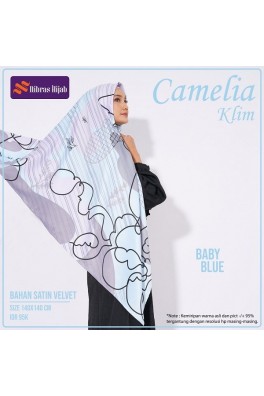 Hibras Hijab
Camelia
Klim
BABY
BLUE
BAHAN SATIN VELVET
SIZE 140X140 CM
*Note : Kemiripan warna asli dan pict +/- 95%
tergantung dengan resolusi hp masing-masing.